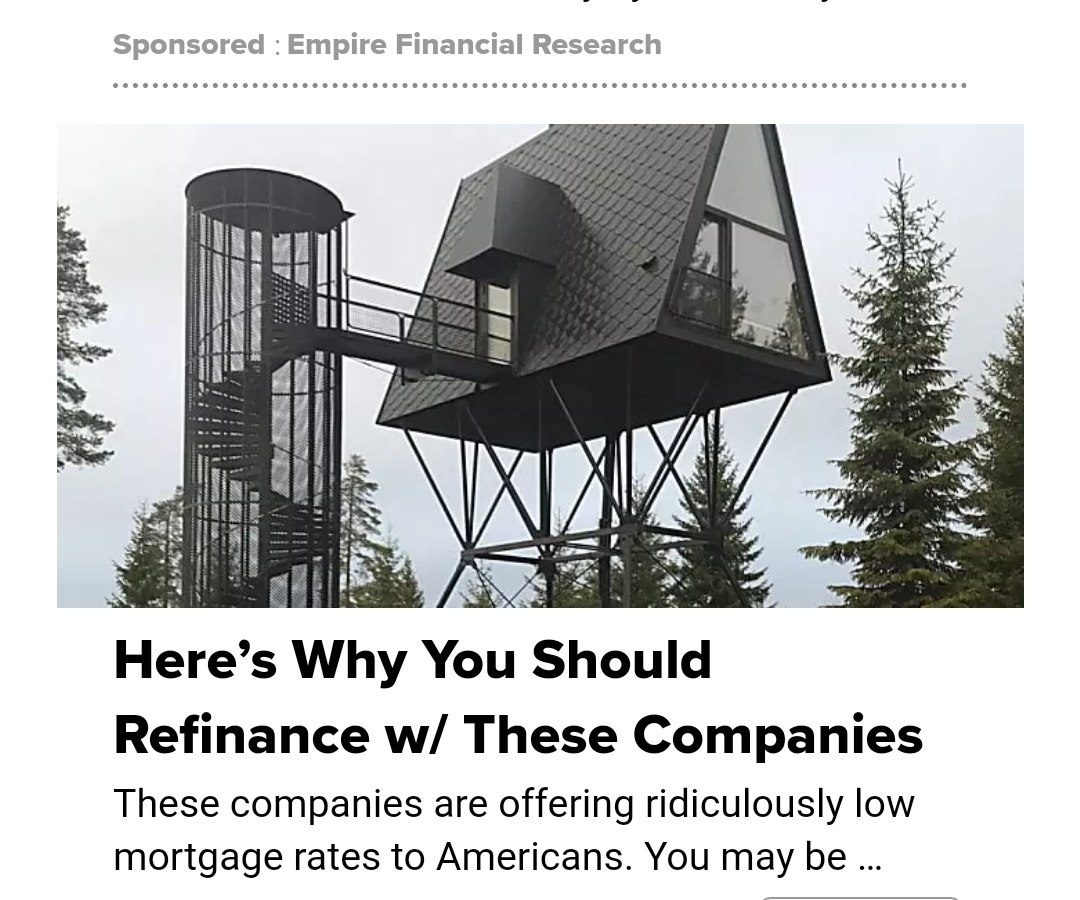 Sponsored : Empire Financial Research
Here’s Why You Should
Refinance w/ These Companies
These companies are offering ridiculously low
mortgage rates to Americans. You may be ...